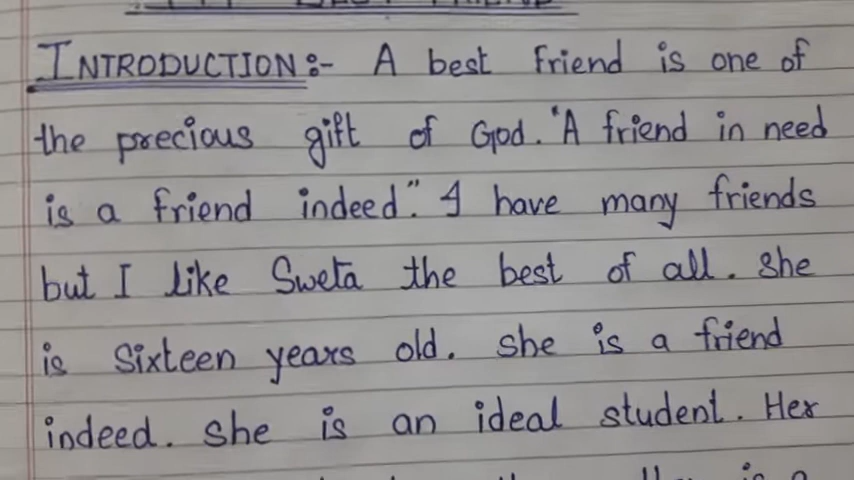 INTRODUCTION:- A best friend is one of
the precious gift of God. "A friend in need
is a friend indeed". I have many friends
but I like Sweta the best of all. She
is Sixteen years old. She is a friend
indeed. She is an ideal student. Her
is a